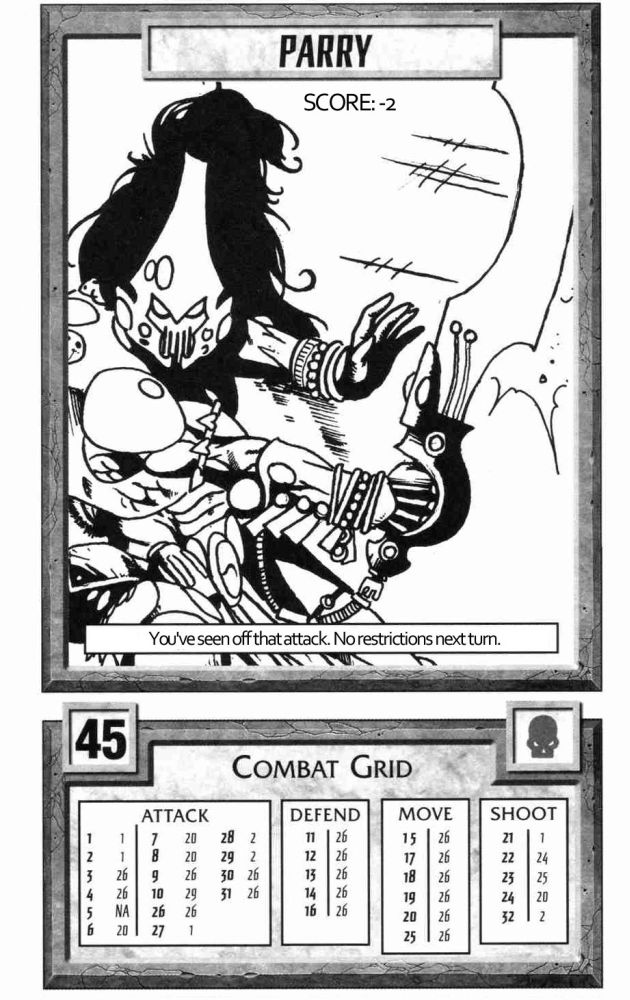 PARRY
SCORE: -2
You've seen off that attack. No restrictions next turn.
45
COMBAT GRID
ATTACK
1 1 7 20 28 2
2 1 8 20 29 2
3 26 9 26 30 26
4 26 10 29 31 26
5 NA 26 26
6 20 27 1
DEFEND
11 26
12 26
13 26
14 26
16 26
MOVE
15 26
17 26
18 26
19 26
20 26
25 26
SHOOT
21 1
22 24
23 25
24 20
32 2